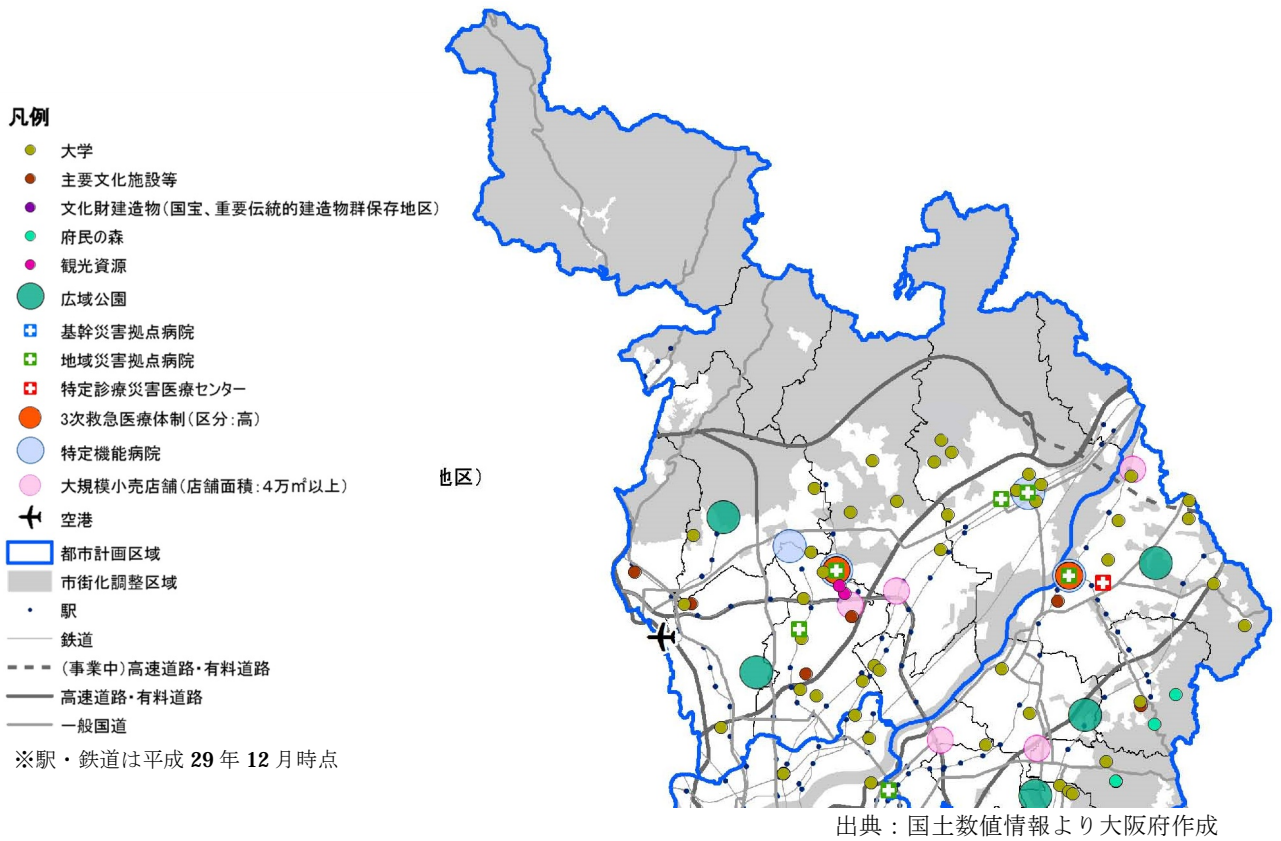 凡例
大学
主要文化施設等
文化財建造物(国宝、重要伝統的建造物群保存地区)
府民の森
観光資源
広域公園
基幹災害拠点病院
地域災害拠点病院
特定診療災害医療センター
3次救急医療体制(区分:高)
特定機能病院
大規模小売店舗(店舗面積:4万㎡以上)
空港
都市計画区域
市街化調整区域
駅
鉄道
(事業中)高速道路・有料道路
高速道路・有料道路
一般国道
※駅・鉄道は平成 29 年 12 月時点
地区)
出典:国土数値情報より大阪府作成